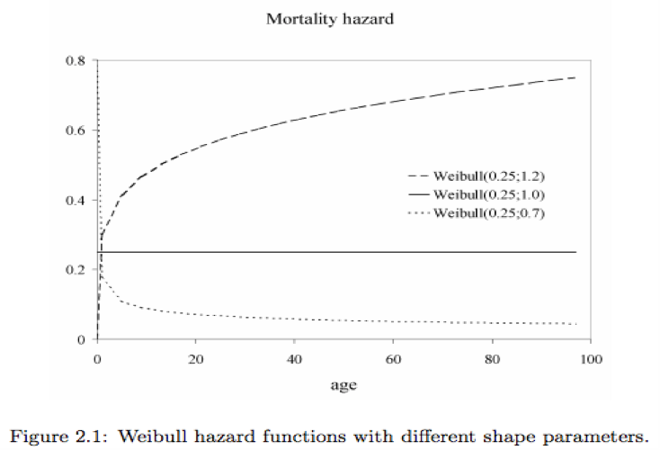 Mortality hazard
0.8
0.6
0.4
0.2
0
Weibull(0.25;1.2)
Weibull(0.25;1.0)
Weibull(0.25;0.7)
0 20 40 60 80 100
age
Figure 2.1: Weibull hazard functions with different shape parameters.